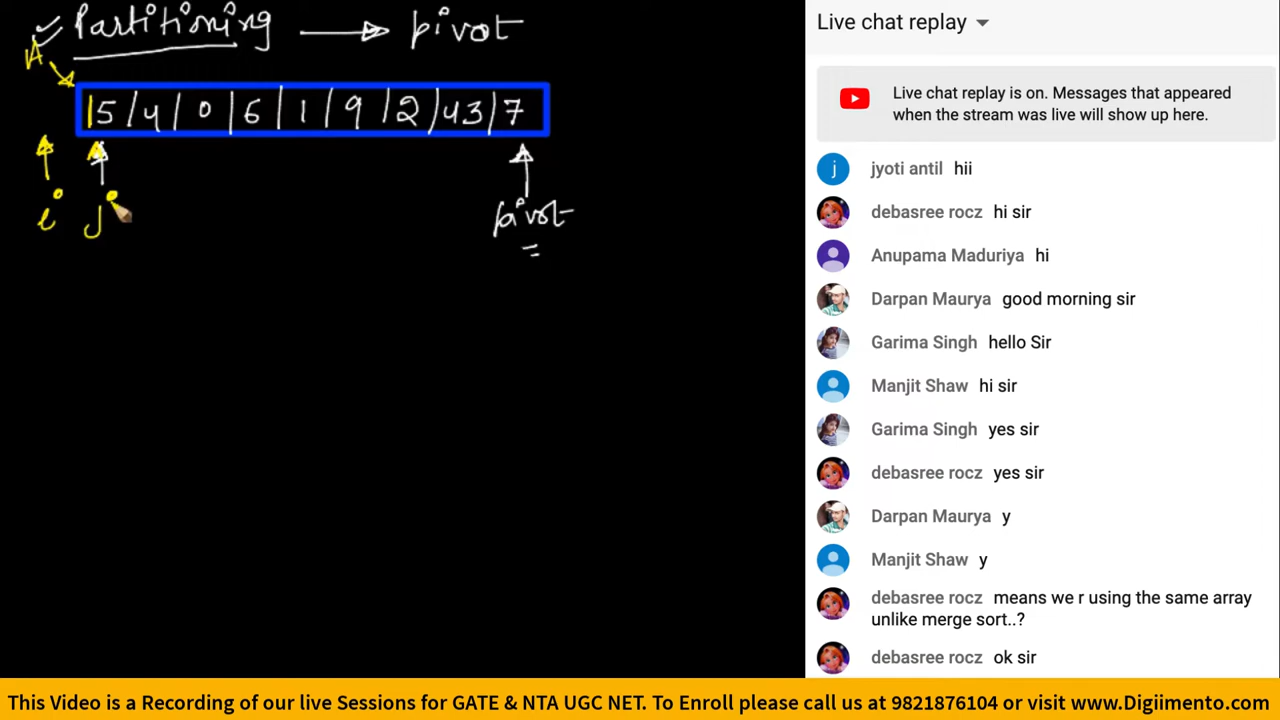 Partitioning → pivot
A
5 | 4 | 0 | 6 | 1 | 9 | 2 | 43 | 7
i j pivot
Live chat replay
Live chat replay is on. Messages that appeared
when the stream was live will show up here.
j jyoti antil hii
debasree rocz hi sir
Anupama Maduriya hi
Darpan Maurya good morning sir
Garima Singh hello Sir
Manjit Shaw hi sir
Garima Singh yes sir
debasree rocz yes sir
Darpan Maurya y
Manjit Shaw y
debasree rocz means we r using the same array
unlike merge sort..?
debasree rocz ok sir
This Video is a Recording of our live Sessions for GATE & NTA UGC NET. To Enroll please call us at 9821876104 or visit www.Digiimento.com